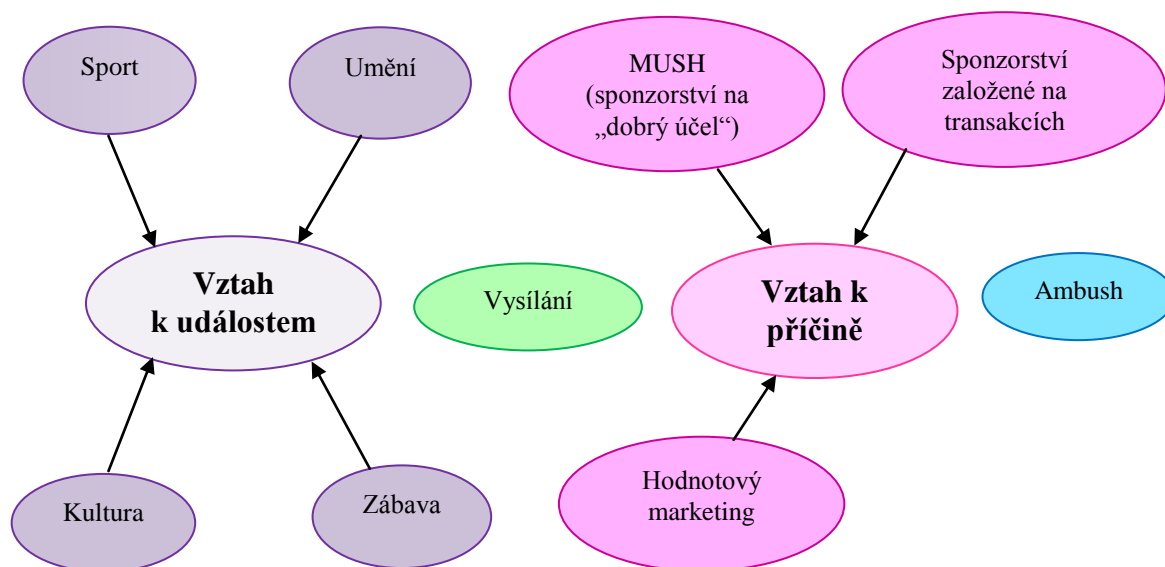 Sport
Umění
MUSH
(sponzorství na
„dobrý účel“)
Sponzorství
založené na
transakcích
Vztah
k událostem
Vysílání
Vztah k
příčině
Ambush
Kultura
Zábava
Hodnotový
marketing